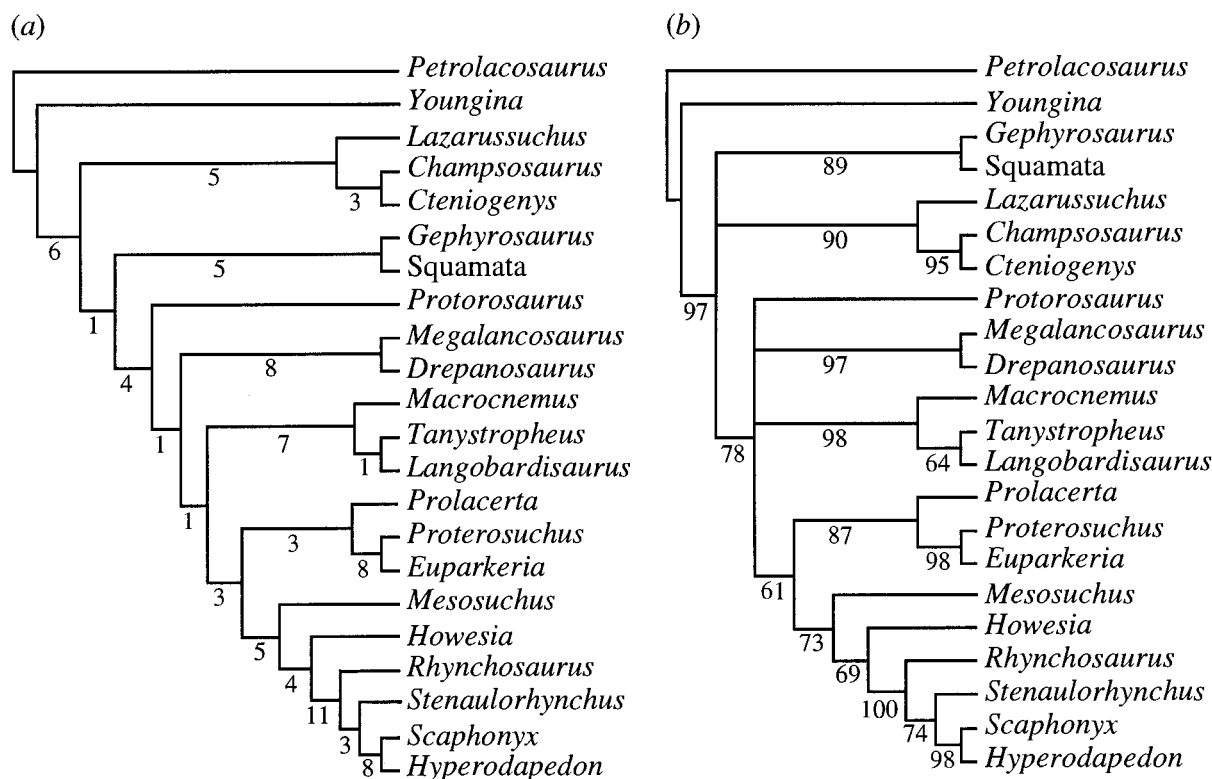 (a)
Petrolacosaurus
Youngina
Lazarussuchus
Champsosaurus
5
3
Cteniogenys
Gephyrosaurus
6
5
Squamata
Protorosaurus
1
Megalancosaurus
8
4
Drepanosaurus
Macrocnemus
7
Tanystropheus
1
1
Langobardisaurus
Prolacerta
1
3
Proterosuchus
8
Euparkeria
3
Mesosuchus
Howesia
5
Rhynchosaurus
4
Stenaulorhynchus
11
Scaphonyx
3
8
Hyperodapedon
(b)
Petrolacosaurus
Youngina
Gephyrosaurus
89
Squamata
Lazarussuchus
Champsosaurus
90
95
Cteniogenys
Protorosaurus
97
Megalancosaurus
97
Drepanosaurus
Macrocnemus
98
Tanystropheus
78
64
Langobardisaurus
Prolacerta
87
Proterosuchus
98
Euparkeria
61
Mesosuchus
Howesia
73
Rhynchosaurus
69
Stenaulorhynchus
100
Scaphonyx
74
98
Hyperodapedon